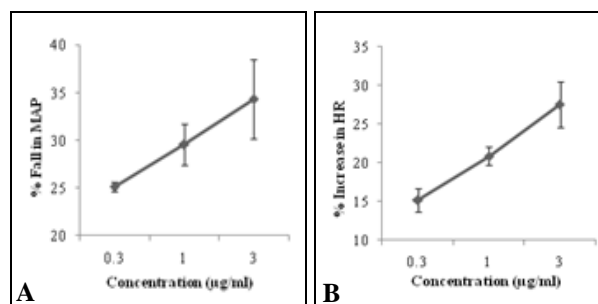 40
35
30
25
20
% Fall in MAP
0.3 1 3
Concentration (µg/ml)
A
35
30
25
20
15
10
% Increase in HR
0.3 1 3
Concentration (µg/ml)
B